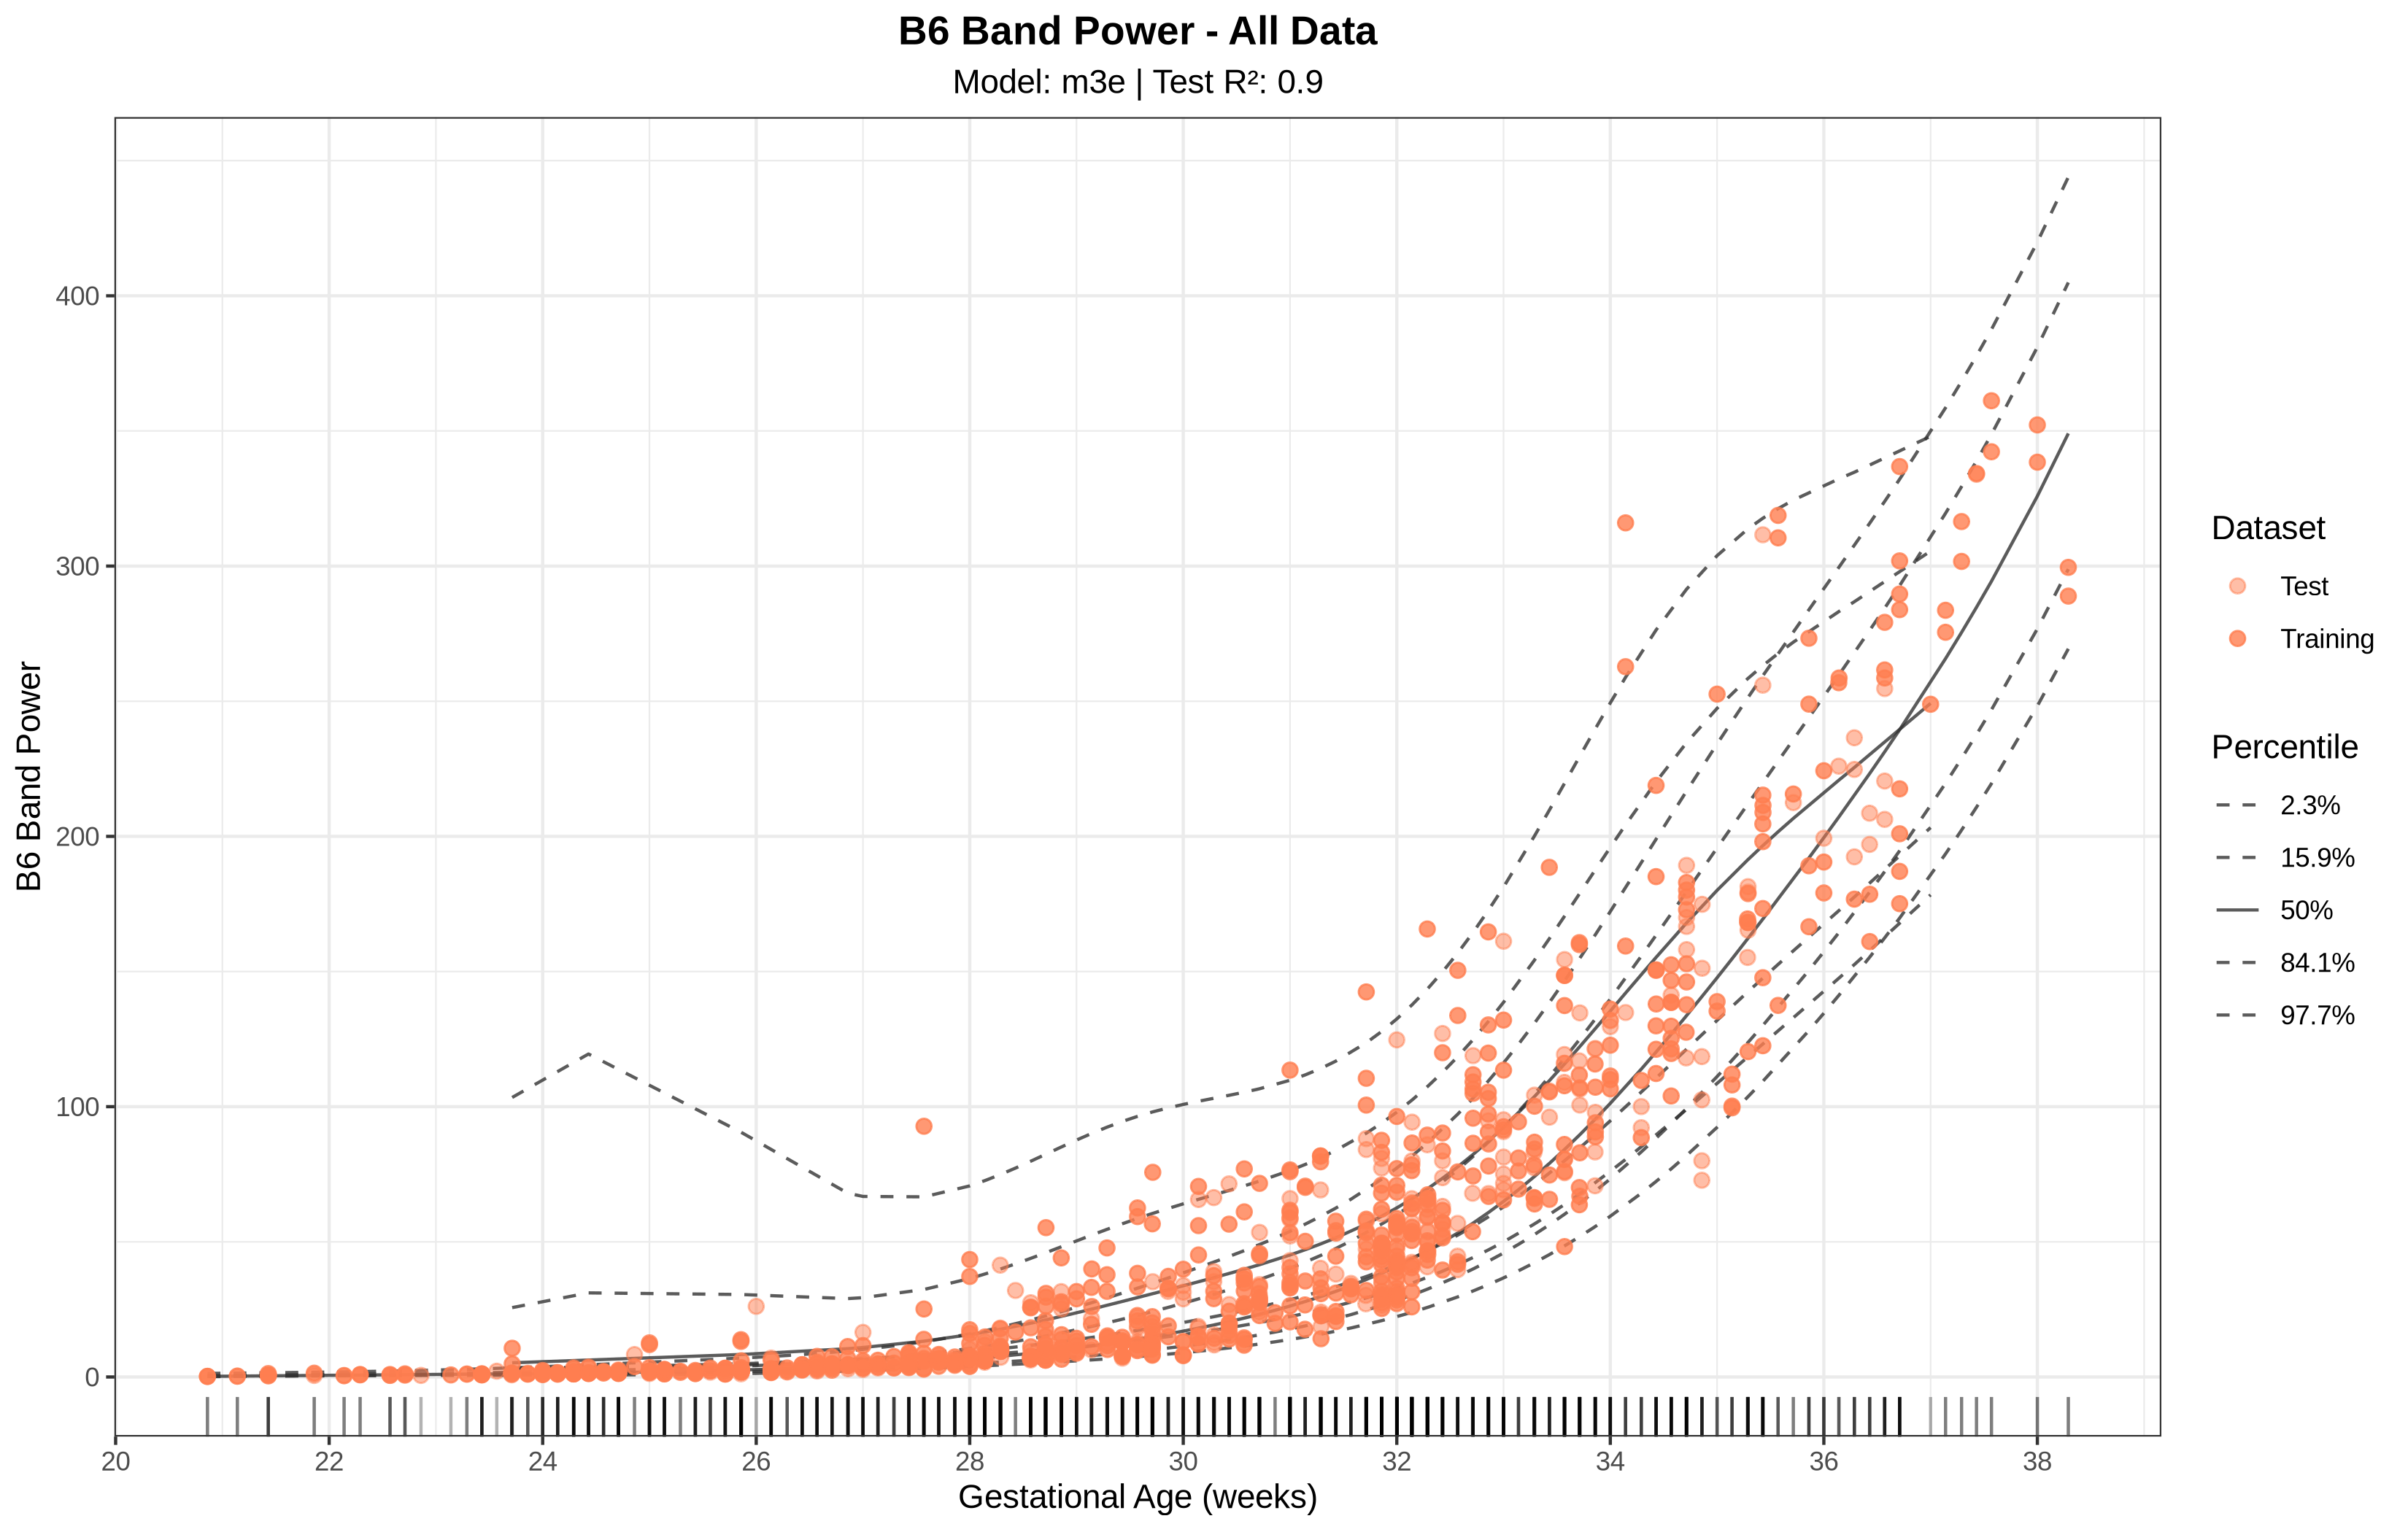 B6 Band Power - All Data
Model: m3e | Test R²: 0.9
B6 Band Power
400
300
200
100
0
20 22 24 26 28 30 32 34 36 38
Gestational Age (weeks)
Dataset
Test
Training
Percentile
2.3%
15.9%
50%
84.1%
97.7%